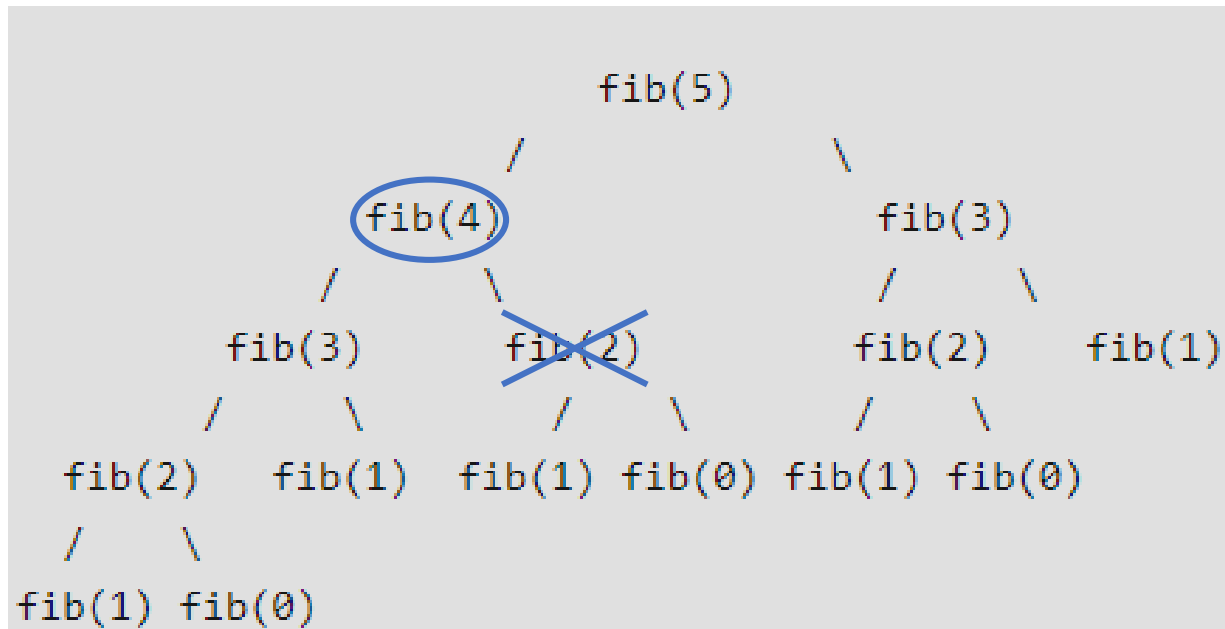 fib(5)
/ \
fib(4) fib(3)
/ \ / \
fib(3) fib(2) fib(2) fib(1)
/ \ / \ / \
fib(2) fib(1) fib(1) fib(0) fib(1) fib(0)
/ \
fib(1) fib(0)